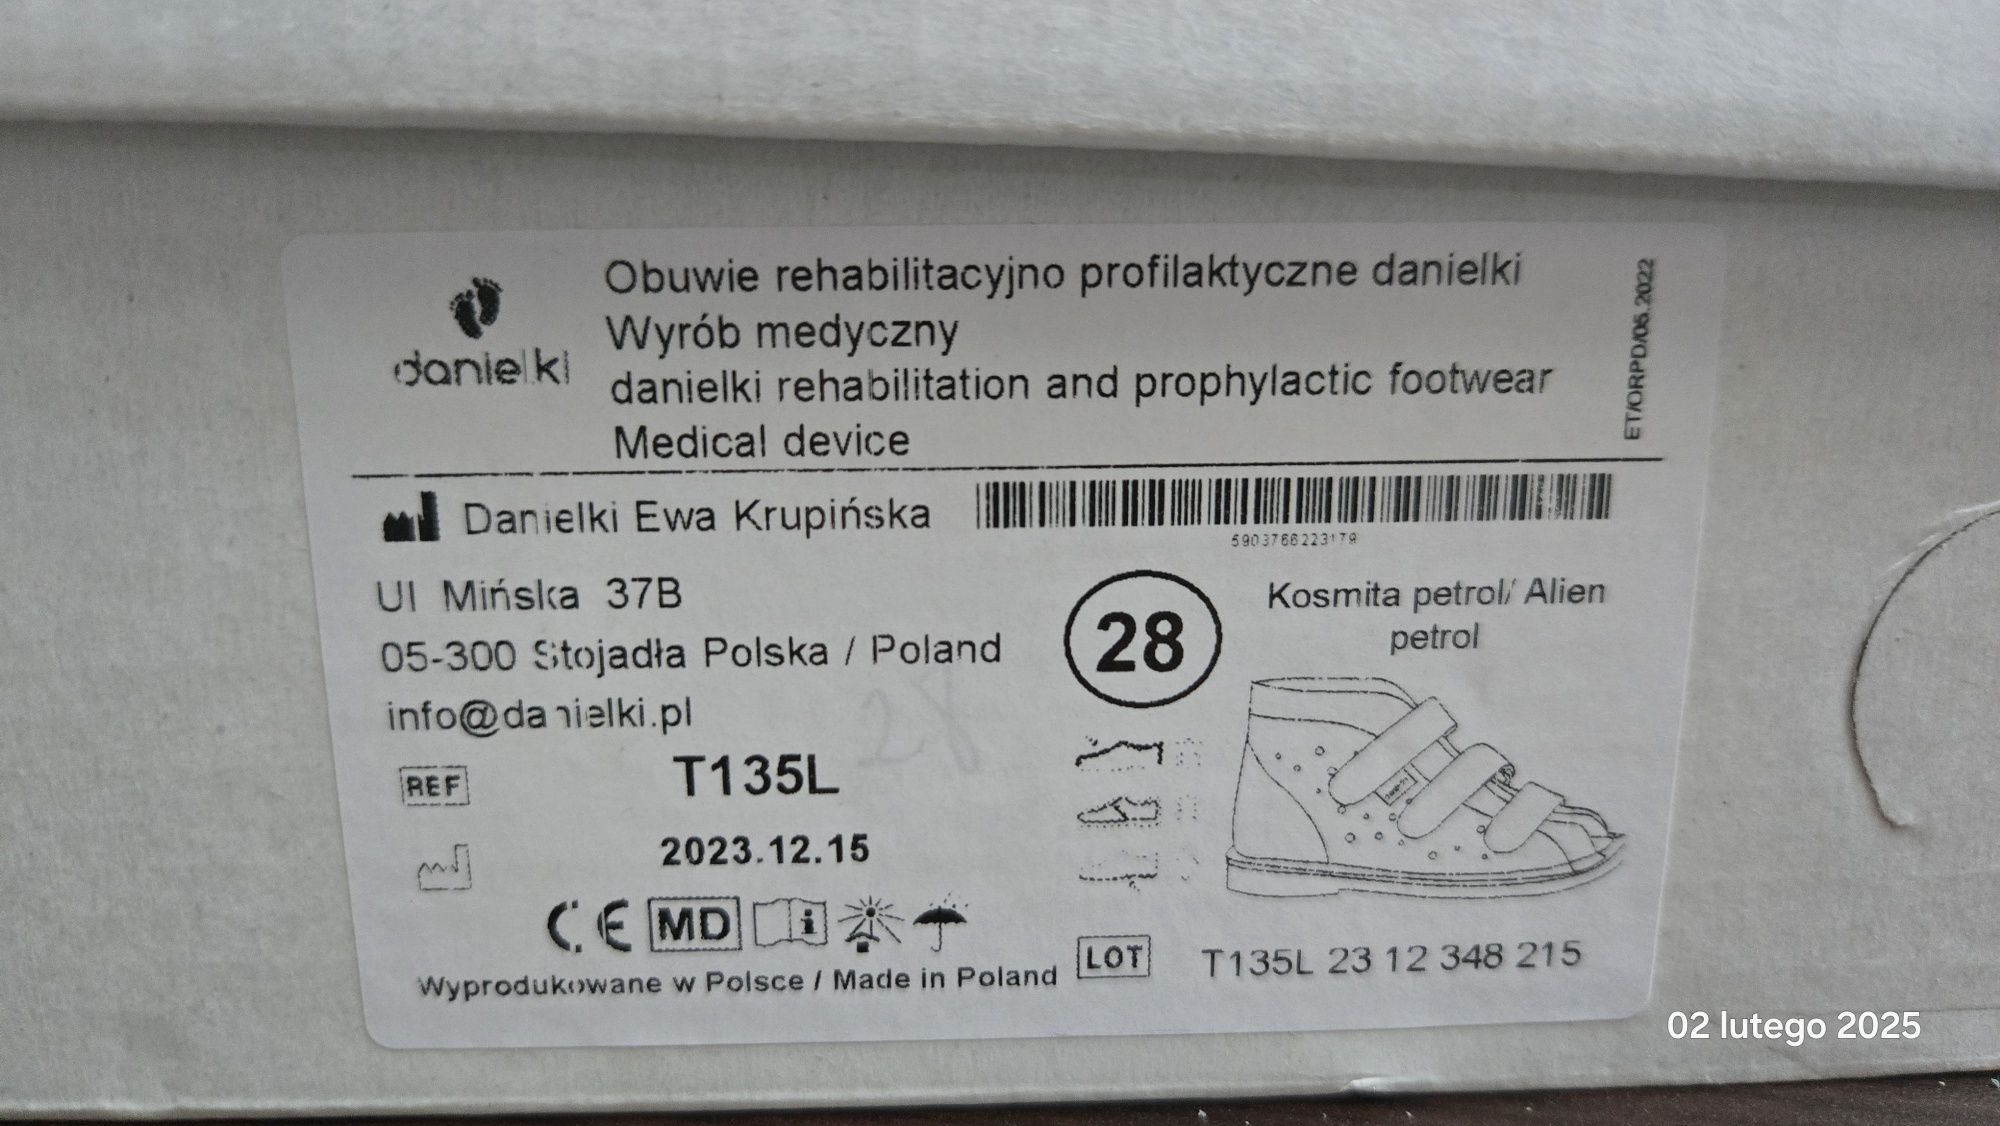 danielki
Obuwie rehabilitacyjno profilaktyczne danielki
Wyrób medyczny
danielki rehabilitation and prophylactic footwear
Medical device
ET/ORPD/05.2022
Danielki Ewa Krupińska
5903766223179
Ul Mińska 37B
05-300 Stojadła Polska / Poland
info@danielki.pl
28
28
Kosmita petrol/ Alien
petrol
REF
T135L
2023.12.15
CE MD i
Wyprodukowane w Polsce / Made in Poland
LOT
T135L 23 12 348 215
02 lutego 2025